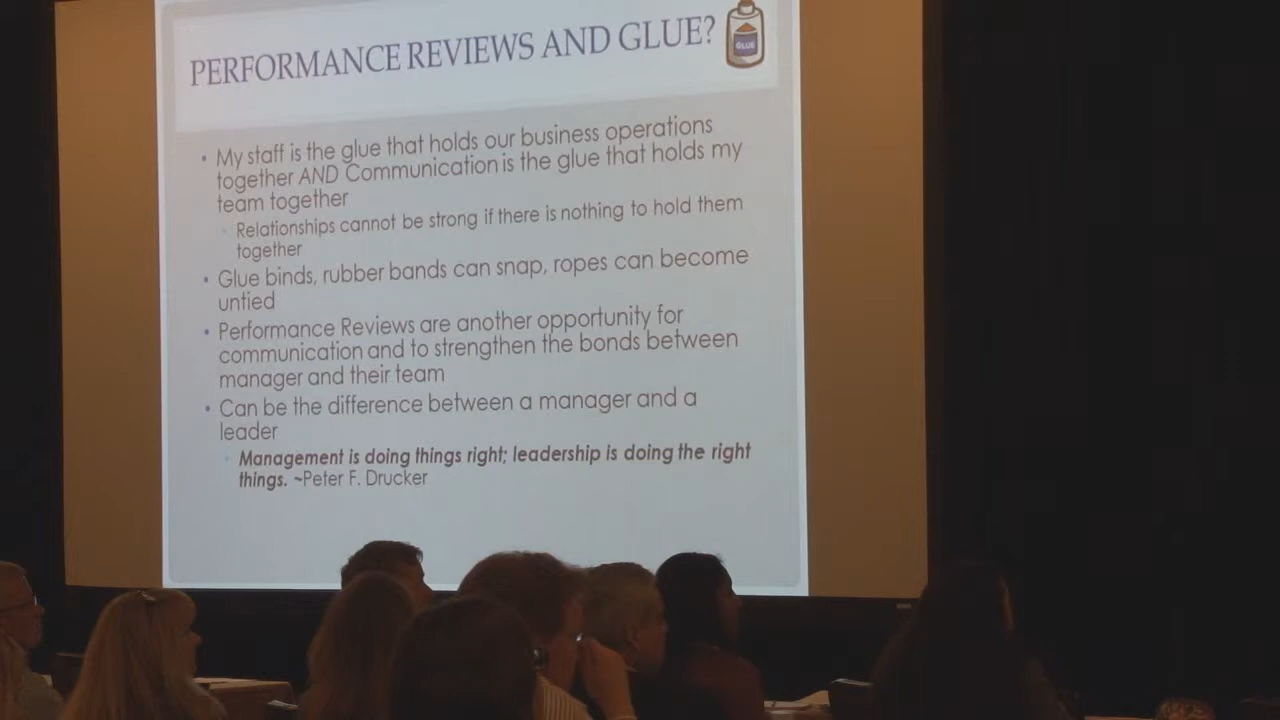 PERFORMANCE REVIEWS AND GLUE?
GLUE
• My staff is the glue that holds our business operations
together AND Communication is the glue that holds my
team together
Relationships cannot be strong if there is nothing to hold them
together
• Glue binds, rubber bands can snap, ropes can become
untied
• Performance Reviews are another opportunity for
communication and to strengthen the bonds between
manager and their team
• Can be the difference between a manager and a
leader
Management is doing things right; leadership is doing the right
things. ~Peter F. Drucker